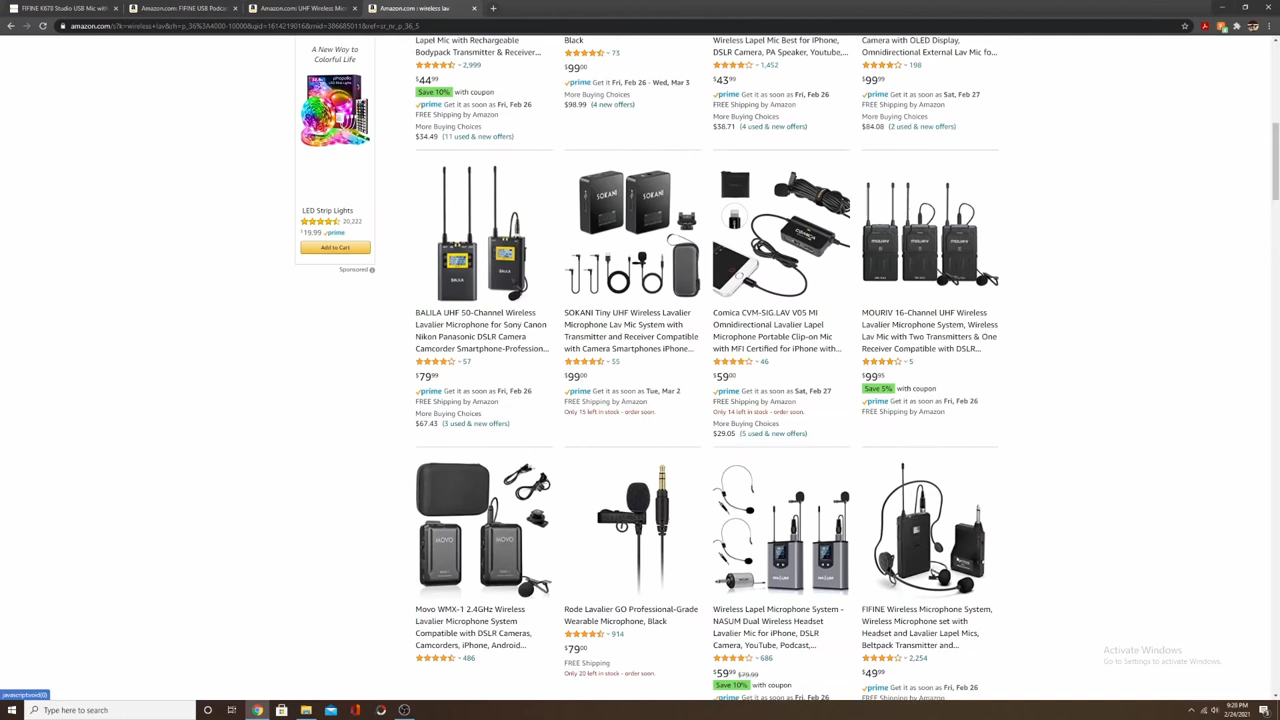 FIFINE K678 Studio USB Mic with
Amazon.com: FIFINE USB Podca
Amazon.com: UHF Wireless Micr
Amazon.com : wireless lav
amazon.com/s?k=wireless+lav&rh=p_36%3A4000-10000&qid=1614219016&rnid=386685011&ref=sr_nr_p_36_5
A New Way to
Colorful Life
LED Strip Lights
20,222
$19.99 prime
Add to Cart
Sponsored
Lapel Mic with Rechargeable
Bodypack Transmitter & Receiver...
2,999
$44.99
Save 10% with coupon
prime Get it as soon as Fri, Feb 26
FREE Shipping by Amazon
More Buying Choices
$34.49 (11 used & new offers)
Black
73
$99.00
prime Get it Fri, Feb 26 - Wed, Mar 3
More Buying Choices
$98.99 (4 new offers)
Wireless Lapel Mic Best for IPhone,
DSLR Camera, PA Speaker, Youtube,...
1,452
$43.99
prime Get it as soon as Fri, Feb 26
FREE Shipping by Amazon
More Buying Choices
$38.71 (4 used & new offers)
Camera with OLED Display,
Omnidirectional External Lav Mic fo...
198
$99.99
prime Get it as soon as Sat, Feb 27
FREE Shipping by Amazon
More Buying Choices
$84.08 (2 used & new offers)
BALILA
BALILA
BALILA UHF 50-Channel Wireless
Lavalier Microphone for Sony Canon
Nikon Panasonic DSLR Camera
Camcorder Smartphone-Profession...
57
$79.99
prime Get it as soon as Fri, Feb 26
FREE Shipping by Amazon
More Buying Choices
$67.43 (3 used & new offers)
SOKANI
SOKANI
SOKANI Tiny UHF Wireless Lavalier
Microphone Lav Mic System with
Transmitter and Receiver Compatible
with Camera Smartphones iPhone...
55
$99.00
prime Get it as soon as Tue, Mar 2
FREE Shipping by Amazon
Only 15 left in stock - order soon.
COMICA
Comica CVM-SIG.LAV V05 MI
Omnidirectional Lavalier Lapel
Microphone Portable Clip-on Mic
with MFI Certified for iPhone with...
46
$59.00
prime Get it as soon as Sat, Feb 27
FREE Shipping by Amazon
Only 14 left in stock - order soon.
More Buying Choices
$29.05 (5 used & new offers)
MOURIV
MOURIV
MOURIV
MOURIV 16-Channel UHF Wireless
Lavalier Microphone System, Wireless
Lav Mic with Two Transmitters & One
Receiver Compatible with DSLR...
5
$99.95
Save 5% with coupon
prime Get it as soon as Fri, Feb 26
FREE Shipping by Amazon
MOVO
MOVO
Movo WMX-1 2.4GHz Wireless
Lavalier Microphone System
Compatible with DSLR Cameras,
Camcorders, iPhone, Android...
486
Rode Lavalier GO Professional-Grade
Wearable Microphone, Black
914
$79.00
FREE Shipping
Only 20 left in stock - order soon.
NASUM
NASUM
Wireless Lapel Microphone System -
NASUM Dual Wireless Headset
Lavalier Mic for iPhone, DSLR
Camera, YouTube, Podcast,...
686
$59.99 $79.99
Save 10% with coupon
prime Get it as soon as Fri, Feb 26
FIFINE Wireless Microphone System,
Wireless Microphone set with
Headset and Lavalier Lapel Mics,
Beltpack Transmitter and...
2,254
$49.99
prime Get it as soon as Fri, Feb 26
Activate Windows
Go to Settings to activate Windows.
javascript:void(0)
Type here to search
9:28 PM
2/24/2021